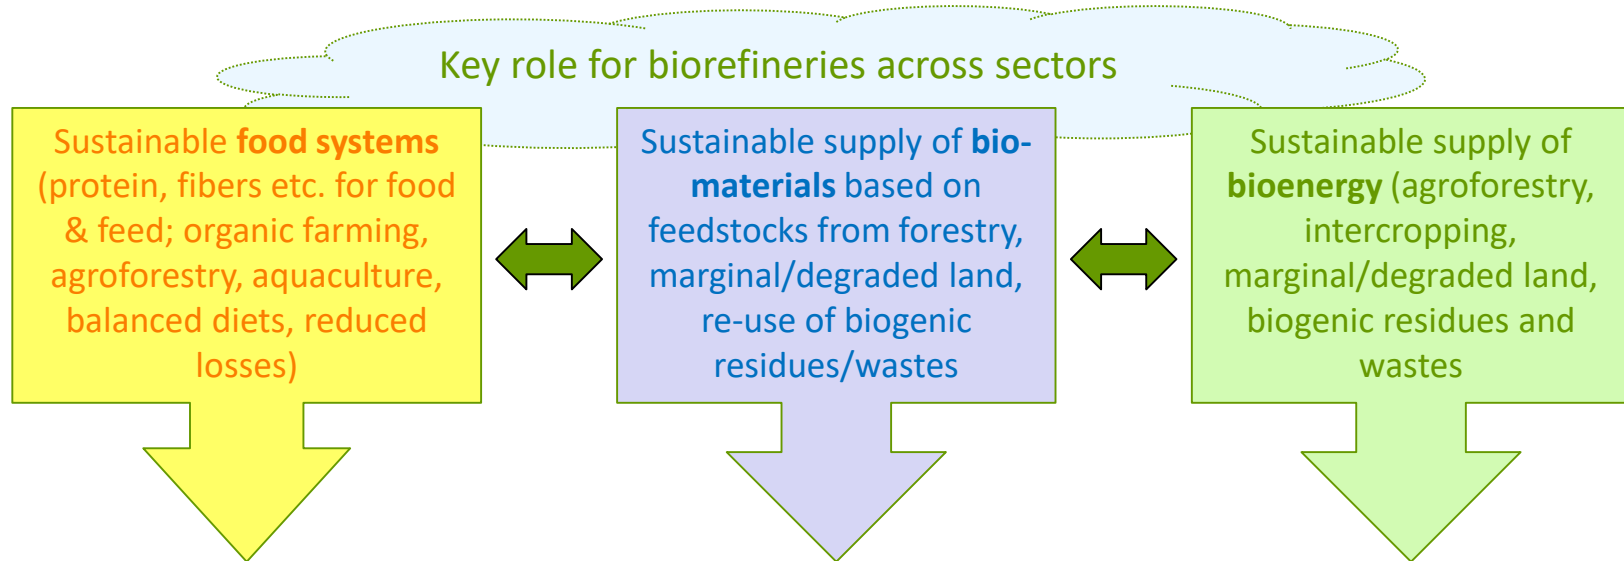 Key role for biorefineries across sectors
Sustainable food systems
(protein, fibers etc. for food
& feed; organic farming,
agroforestry, aquaculture,
balanced diets, reduced
losses)
Sustainable supply of bio-
materials based on
feedstocks from forestry,
marginal/degraded land,
re-use of biogenic
residues/wastes
Sustainable supply of
bioenergy (agroforestry,
intercropping,
marginal/degraded land,
biogenic residues and
wastes